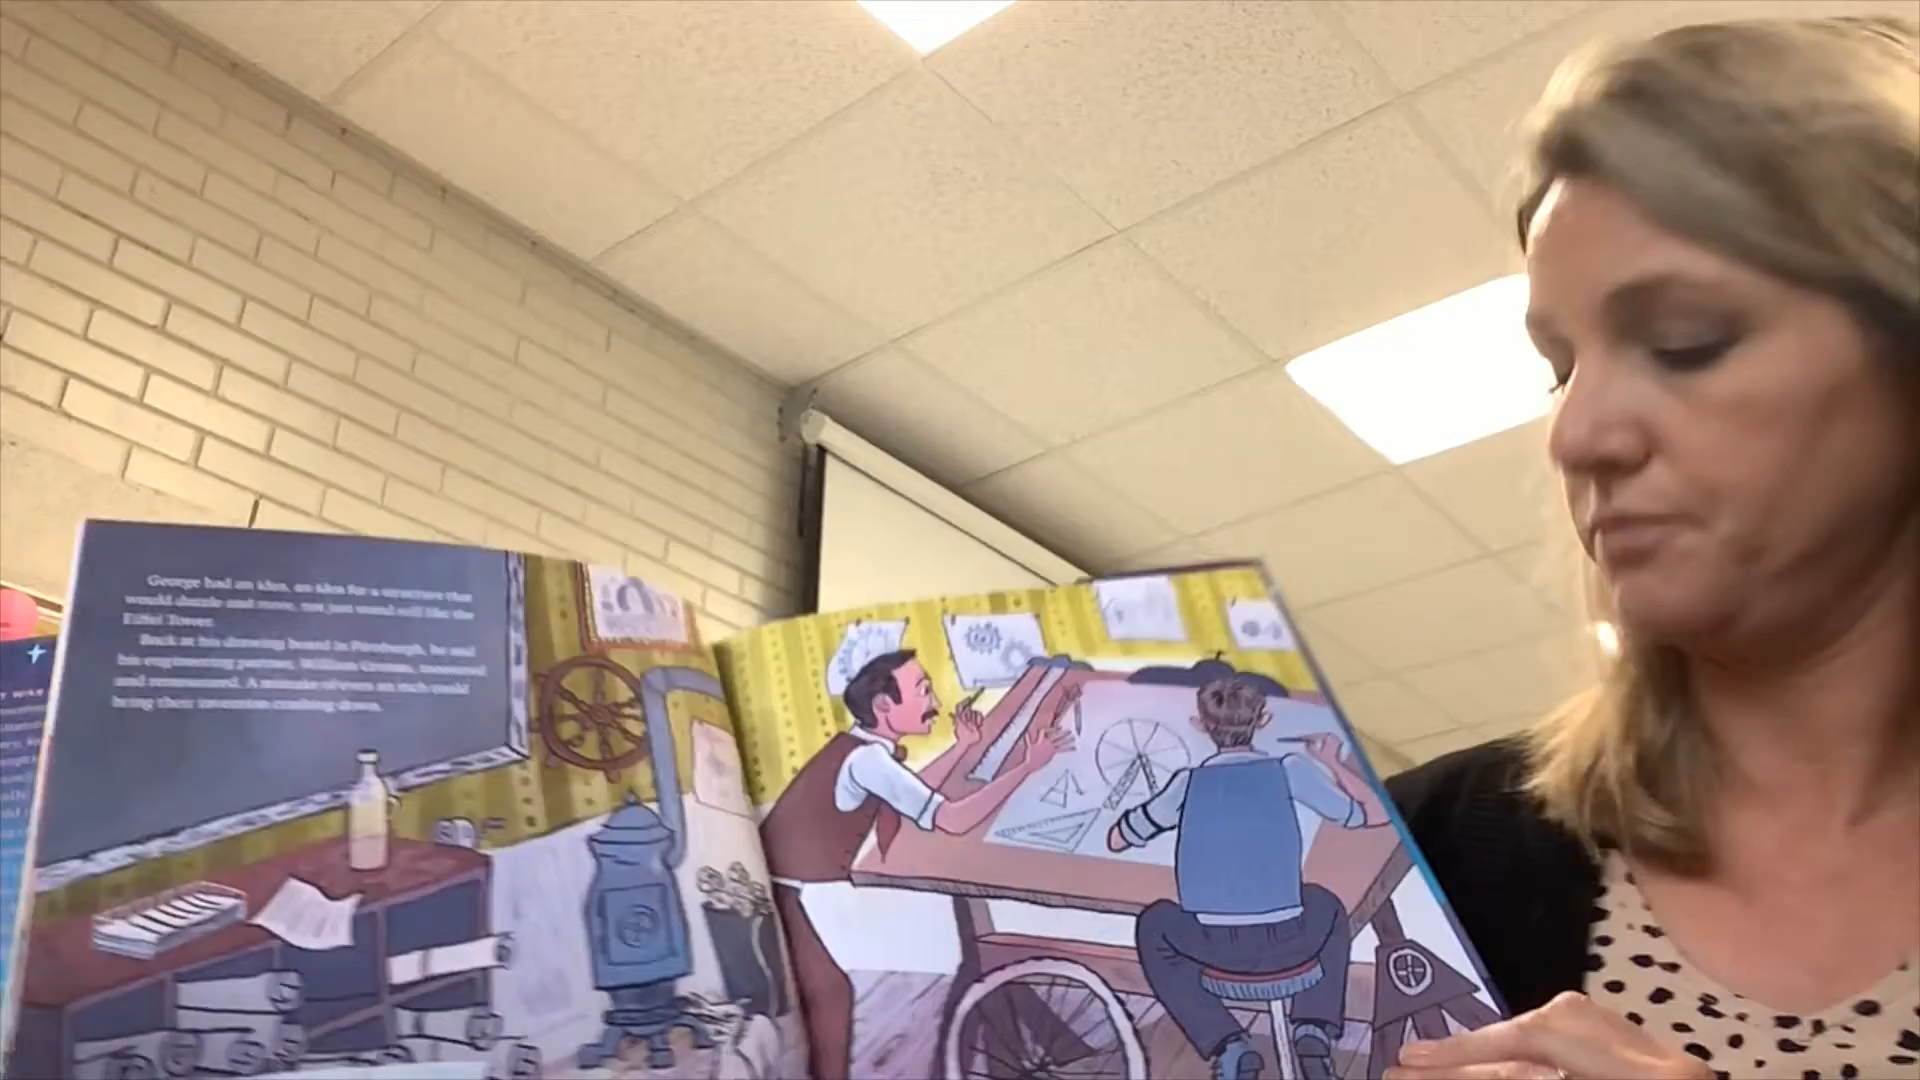 George had an idea, an idea for a structure that
would dazzle and move, not just stand still like the
Eiffel Tower.
Back at his drawing board in Pittsburgh, he and
his engineering partner, William Gronau, measured
and remeasured. A mistake of even an inch could
bring their invention crashing down.